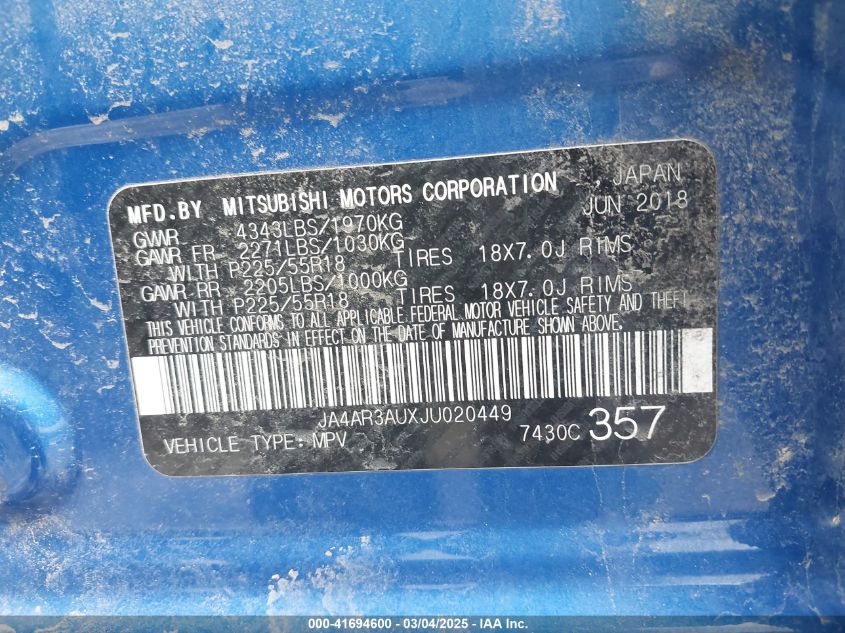 MFD.BY MITSUBISHI MOTORS CORPORATION JAPAN
GVWR 4343LBS/1970KG JUN 2018
GAWR FR 2271LBS/1030KG
WITH P225/55R18 TIRES 18X7.0J RIMS
GAWR RR 2205LBS/1000KG
WITH P225/55R18 TIRES 18X7.0J RIMS
THIS VEHICLE CONFORMS TO ALL APPLICABLE FEDERAL MOTOR VEHICLE SAFETY AND THEFT
PREVENTION STANDARDS IN EFFECT ON THE DATE OF MANUFACTURE SHOWN ABOVE.
JA4AR3AUXJU020449
VEHICLE TYPE: MPV 7430C 357
000-41694600 - 03/04/2025 - IAA Inc.